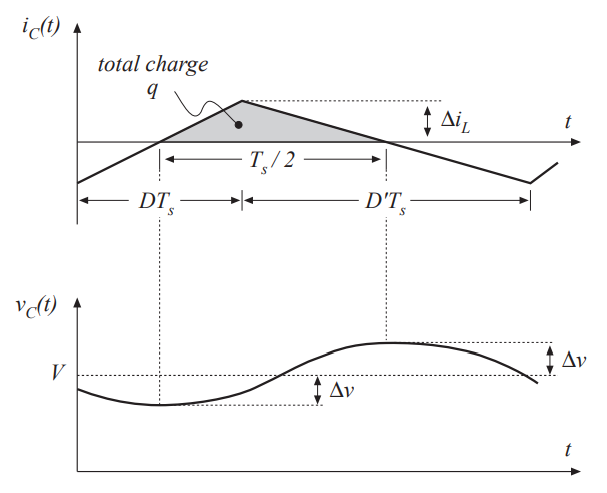 i_C(t)
total charge
q
Δi_L
t
T_s / 2
DT_s
D'T_s
v_C(t)
V
Δv
Δv
t